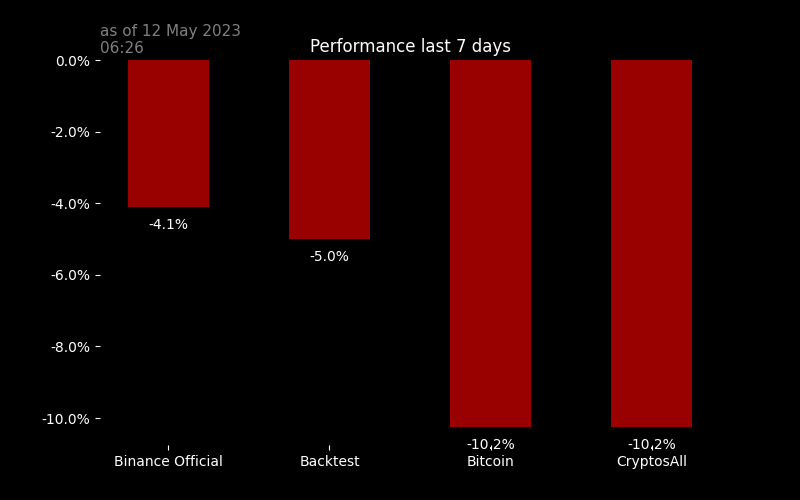 as of 12 May 2023
06:26
Performance last 7 days
0.0%
-2.0%
-4.0%
-6.0%
-8.0%
-10.0%
-4.1%
-5.0%
-10.2%
-10.2%
Binance Official
Backtest
Bitcoin
CryptosAll